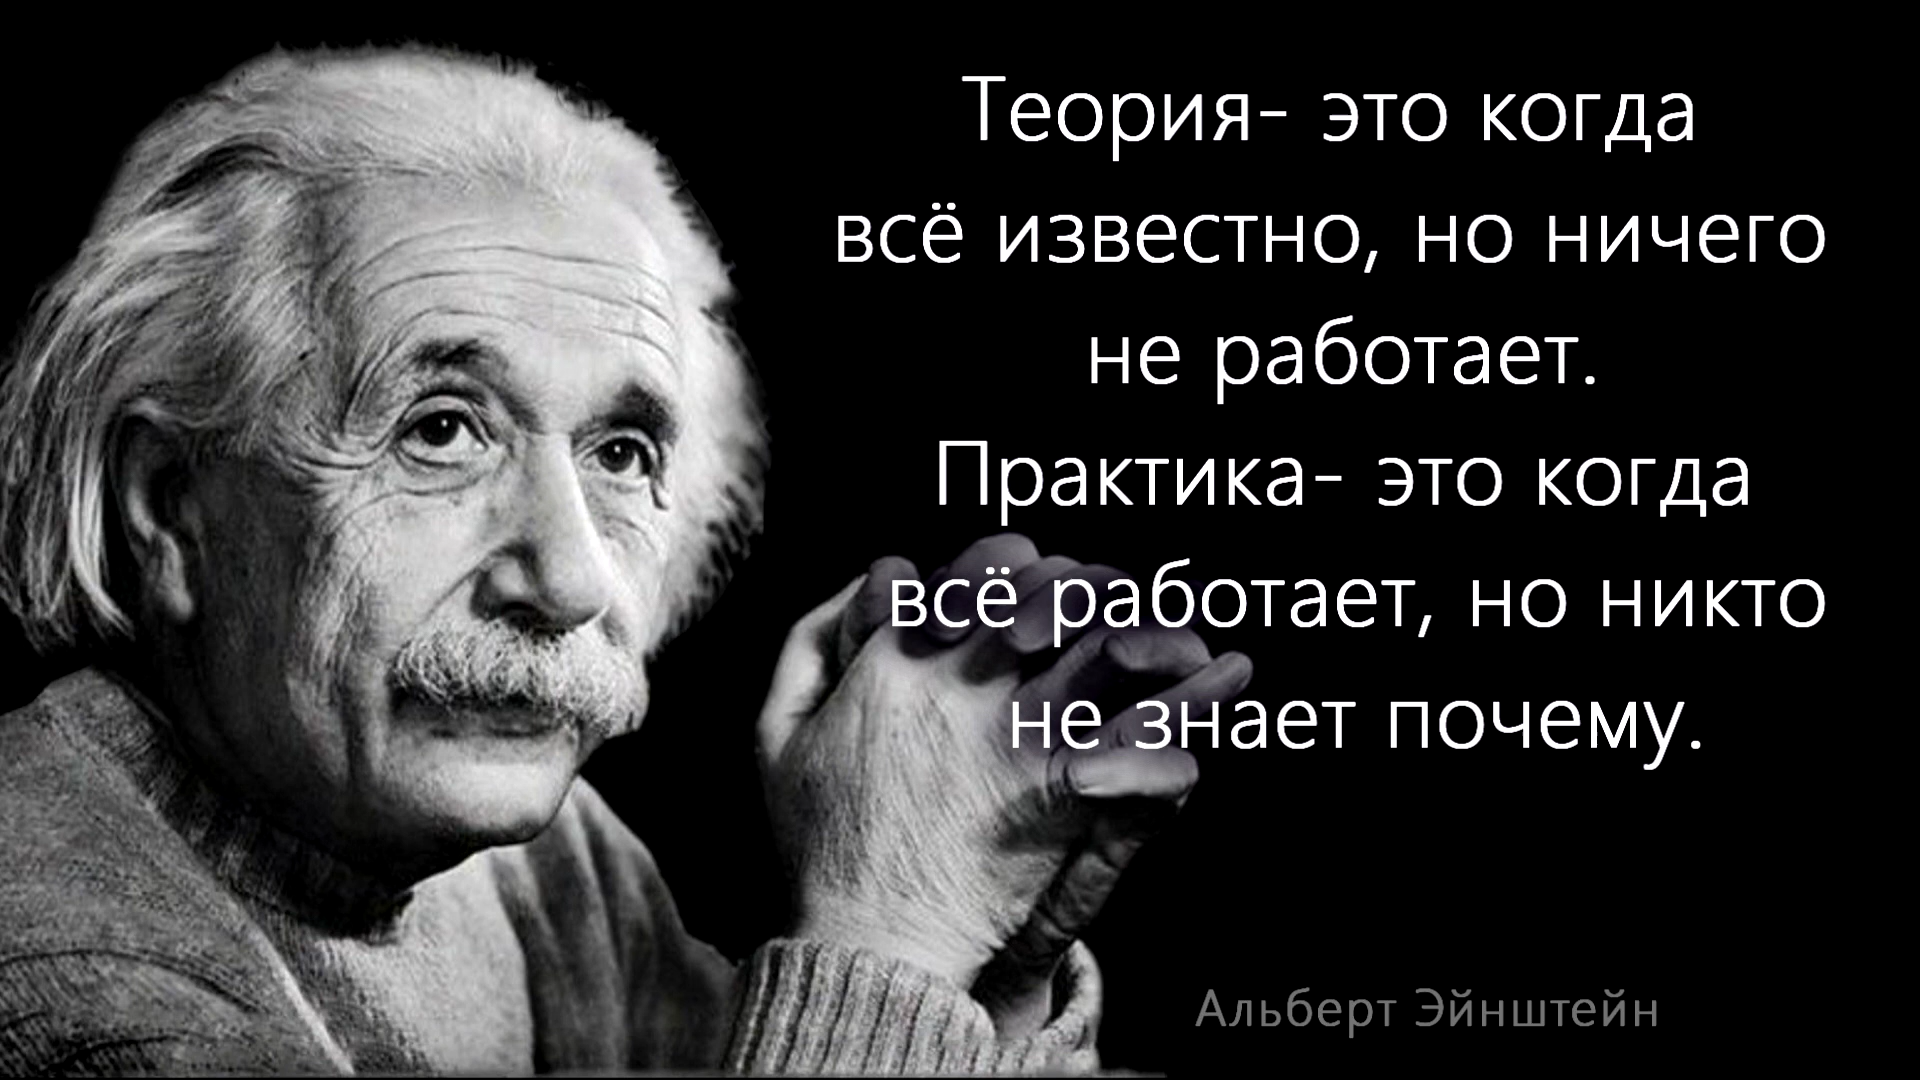 Теория- это когда
всё известно, но ничего
не работает.
Практика- это когда
всё работает, но никто
не знает почему.
Альберт Эйнштейн